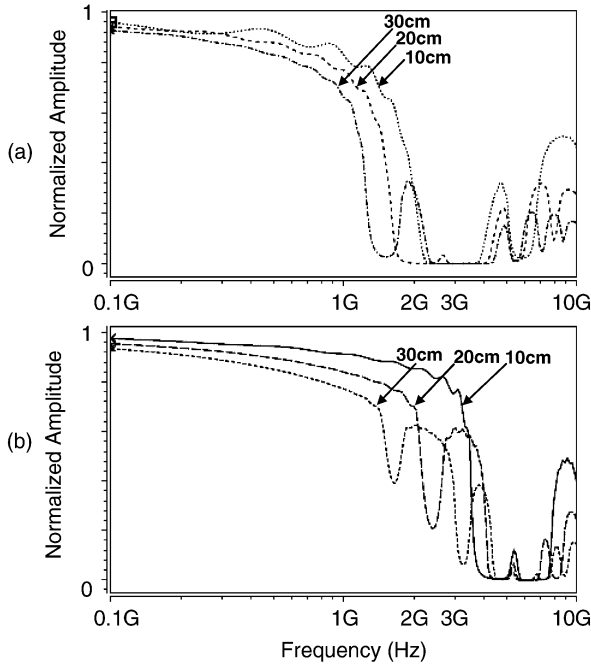 1
30cm
20cm
10cm
(a)
Normalized Amplitude
0
0.1G 1G 2G 3G 10G
1
30cm 20cm 10cm
(b)
Normalized Amplitude
0
0.1G 1G 2G 3G 10G
Frequency (Hz)